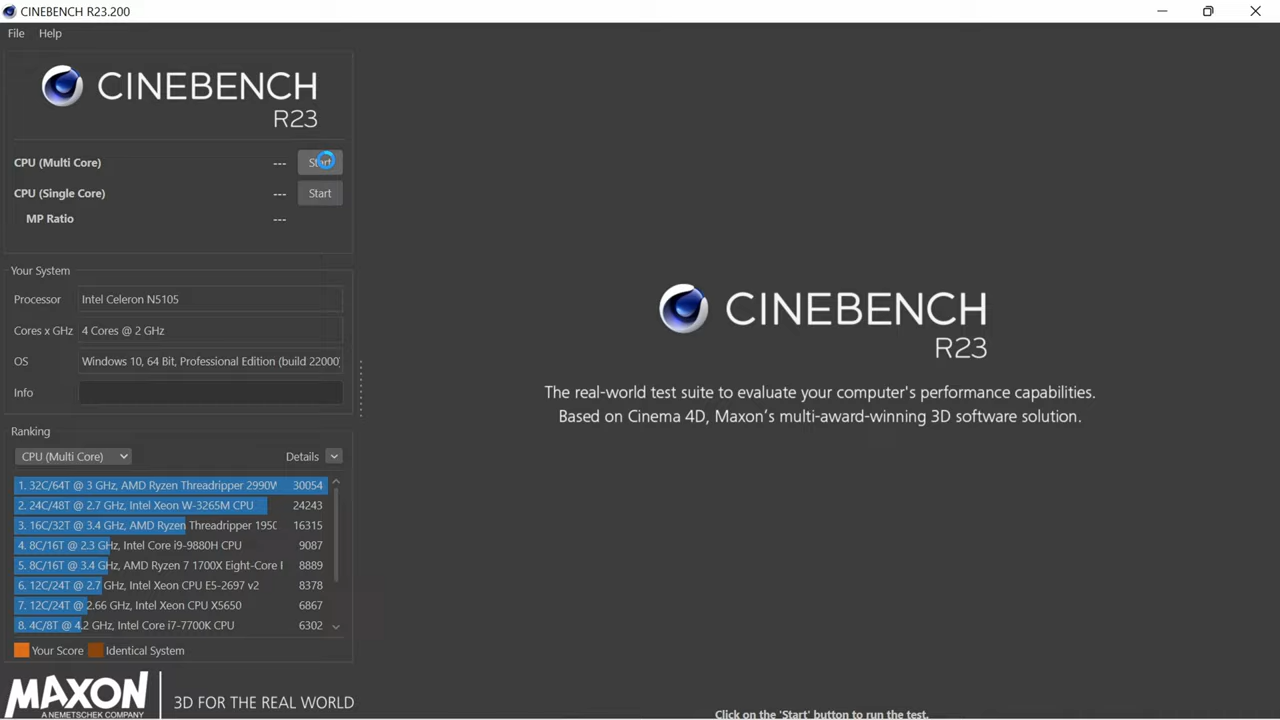 CINEBENCH R23.200
File Help
CINEBENCH
R23
CPU (Multi Core) --- Start
CPU (Single Core) --- Start
MP Ratio ---
Your System
Processor Intel Celeron N5105
Cores x GHz 4 Cores @ 2 GHz
OS Windows 10, 64 Bit, Professional Edition (build 22000)
Info
Ranking
CPU (Multi Core) Details
1. 32C/64T @ 3 GHz, AMD Ryzen Threadripper 2990W 30054
2. 24C/48T @ 2.7 GHz, Intel Xeon W-3265M CPU 24243
3. 16C/32T @ 3.4 GHz, AMD Ryzen Threadripper 1950 16315
4. 8C/16T @ 2.3 GHz, Intel Core i9-9880H CPU 9087
5. 8C/16T @ 3.4 GHz, AMD Ryzen 7 1700X Eight-Core 8889
6. 12C/24T @ 2.7 GHz, Intel Xeon CPU E5-2697 v2 8378
7. 12C/24T @ 2.66 GHz, Intel Xeon CPU X5650 6867
8. 4C/8T @ 4.2 GHz, Intel Core i7-7700K CPU 6302
Your Score Identical System
MAXON
A NEMETSCHEK COMPANY
3D FOR THE REAL WORLD
CINEBENCH
R23
The real-world test suite to evaluate your computer's performance capabilities.
Based on Cinema 4D, Maxon's multi-award-winning 3D software solution.
Click on the 'Start' button to run the test.